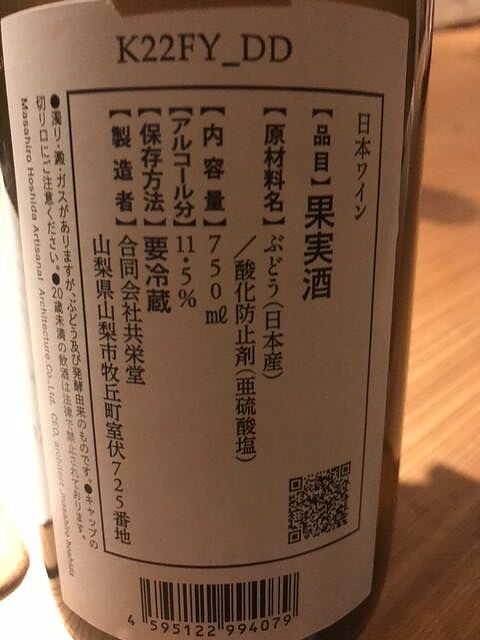 K22FY_DD
日本ワイン
【品目】果実酒
【原材料名】ぶどう(日本産)
／酸化防止剤(亜硫酸塩)
【内容量】750㎖
【アルコール分】11.5%
【保存方法】要冷蔵
【製造者】合同会社共栄堂
山梨県山梨市牧丘町室伏725番地
●濁り・澱・ガスがありますが、ぶどう及び発酵由来のものです。●キャップの
切り口にご注意ください。●20歳未満の飲酒は法律で禁止されております。
Masahiro Hoshida Artisanal Architecture.Co.,Ltd. CEO architect
4 595122 994079